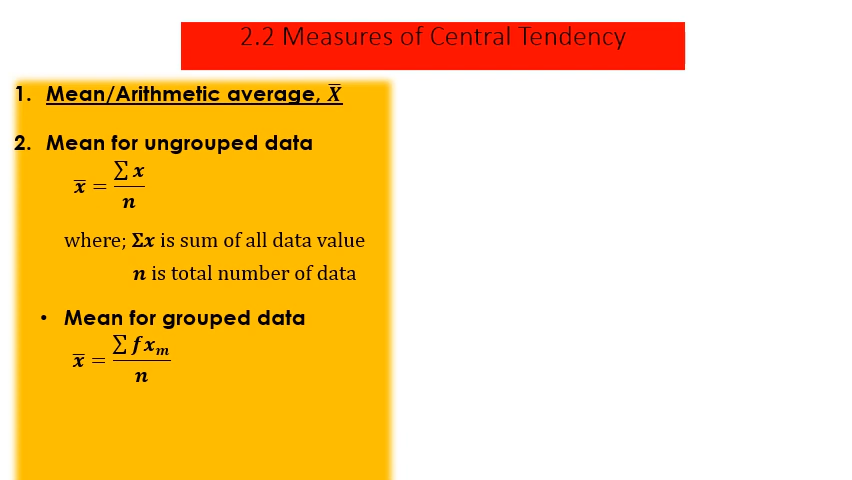 2.2 Measures of Central Tendency
1. Mean/Arithmetic average, X̅
2. Mean for ungrouped data
x̅ = ∑ x / n
where; Σx is sum of all data value
n is total number of data
• Mean for grouped data
x̅ = ∑ f xₘ / n